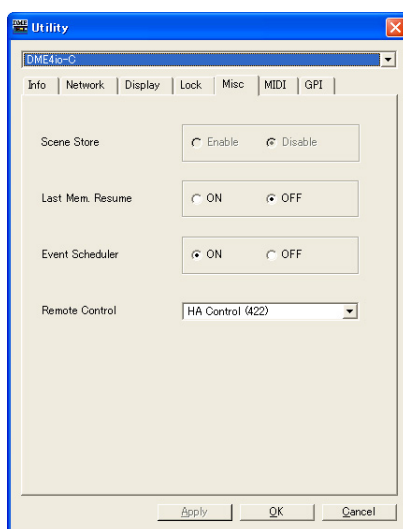 DME Utility
DME4io-C
Info Network Display Lock Misc MIDI GPI
Scene Store Enable Disable
Last Mem. Resume ON OFF
Event Scheduler ON OFF
Remote Control HA Control (422)
Apply OK Cancel